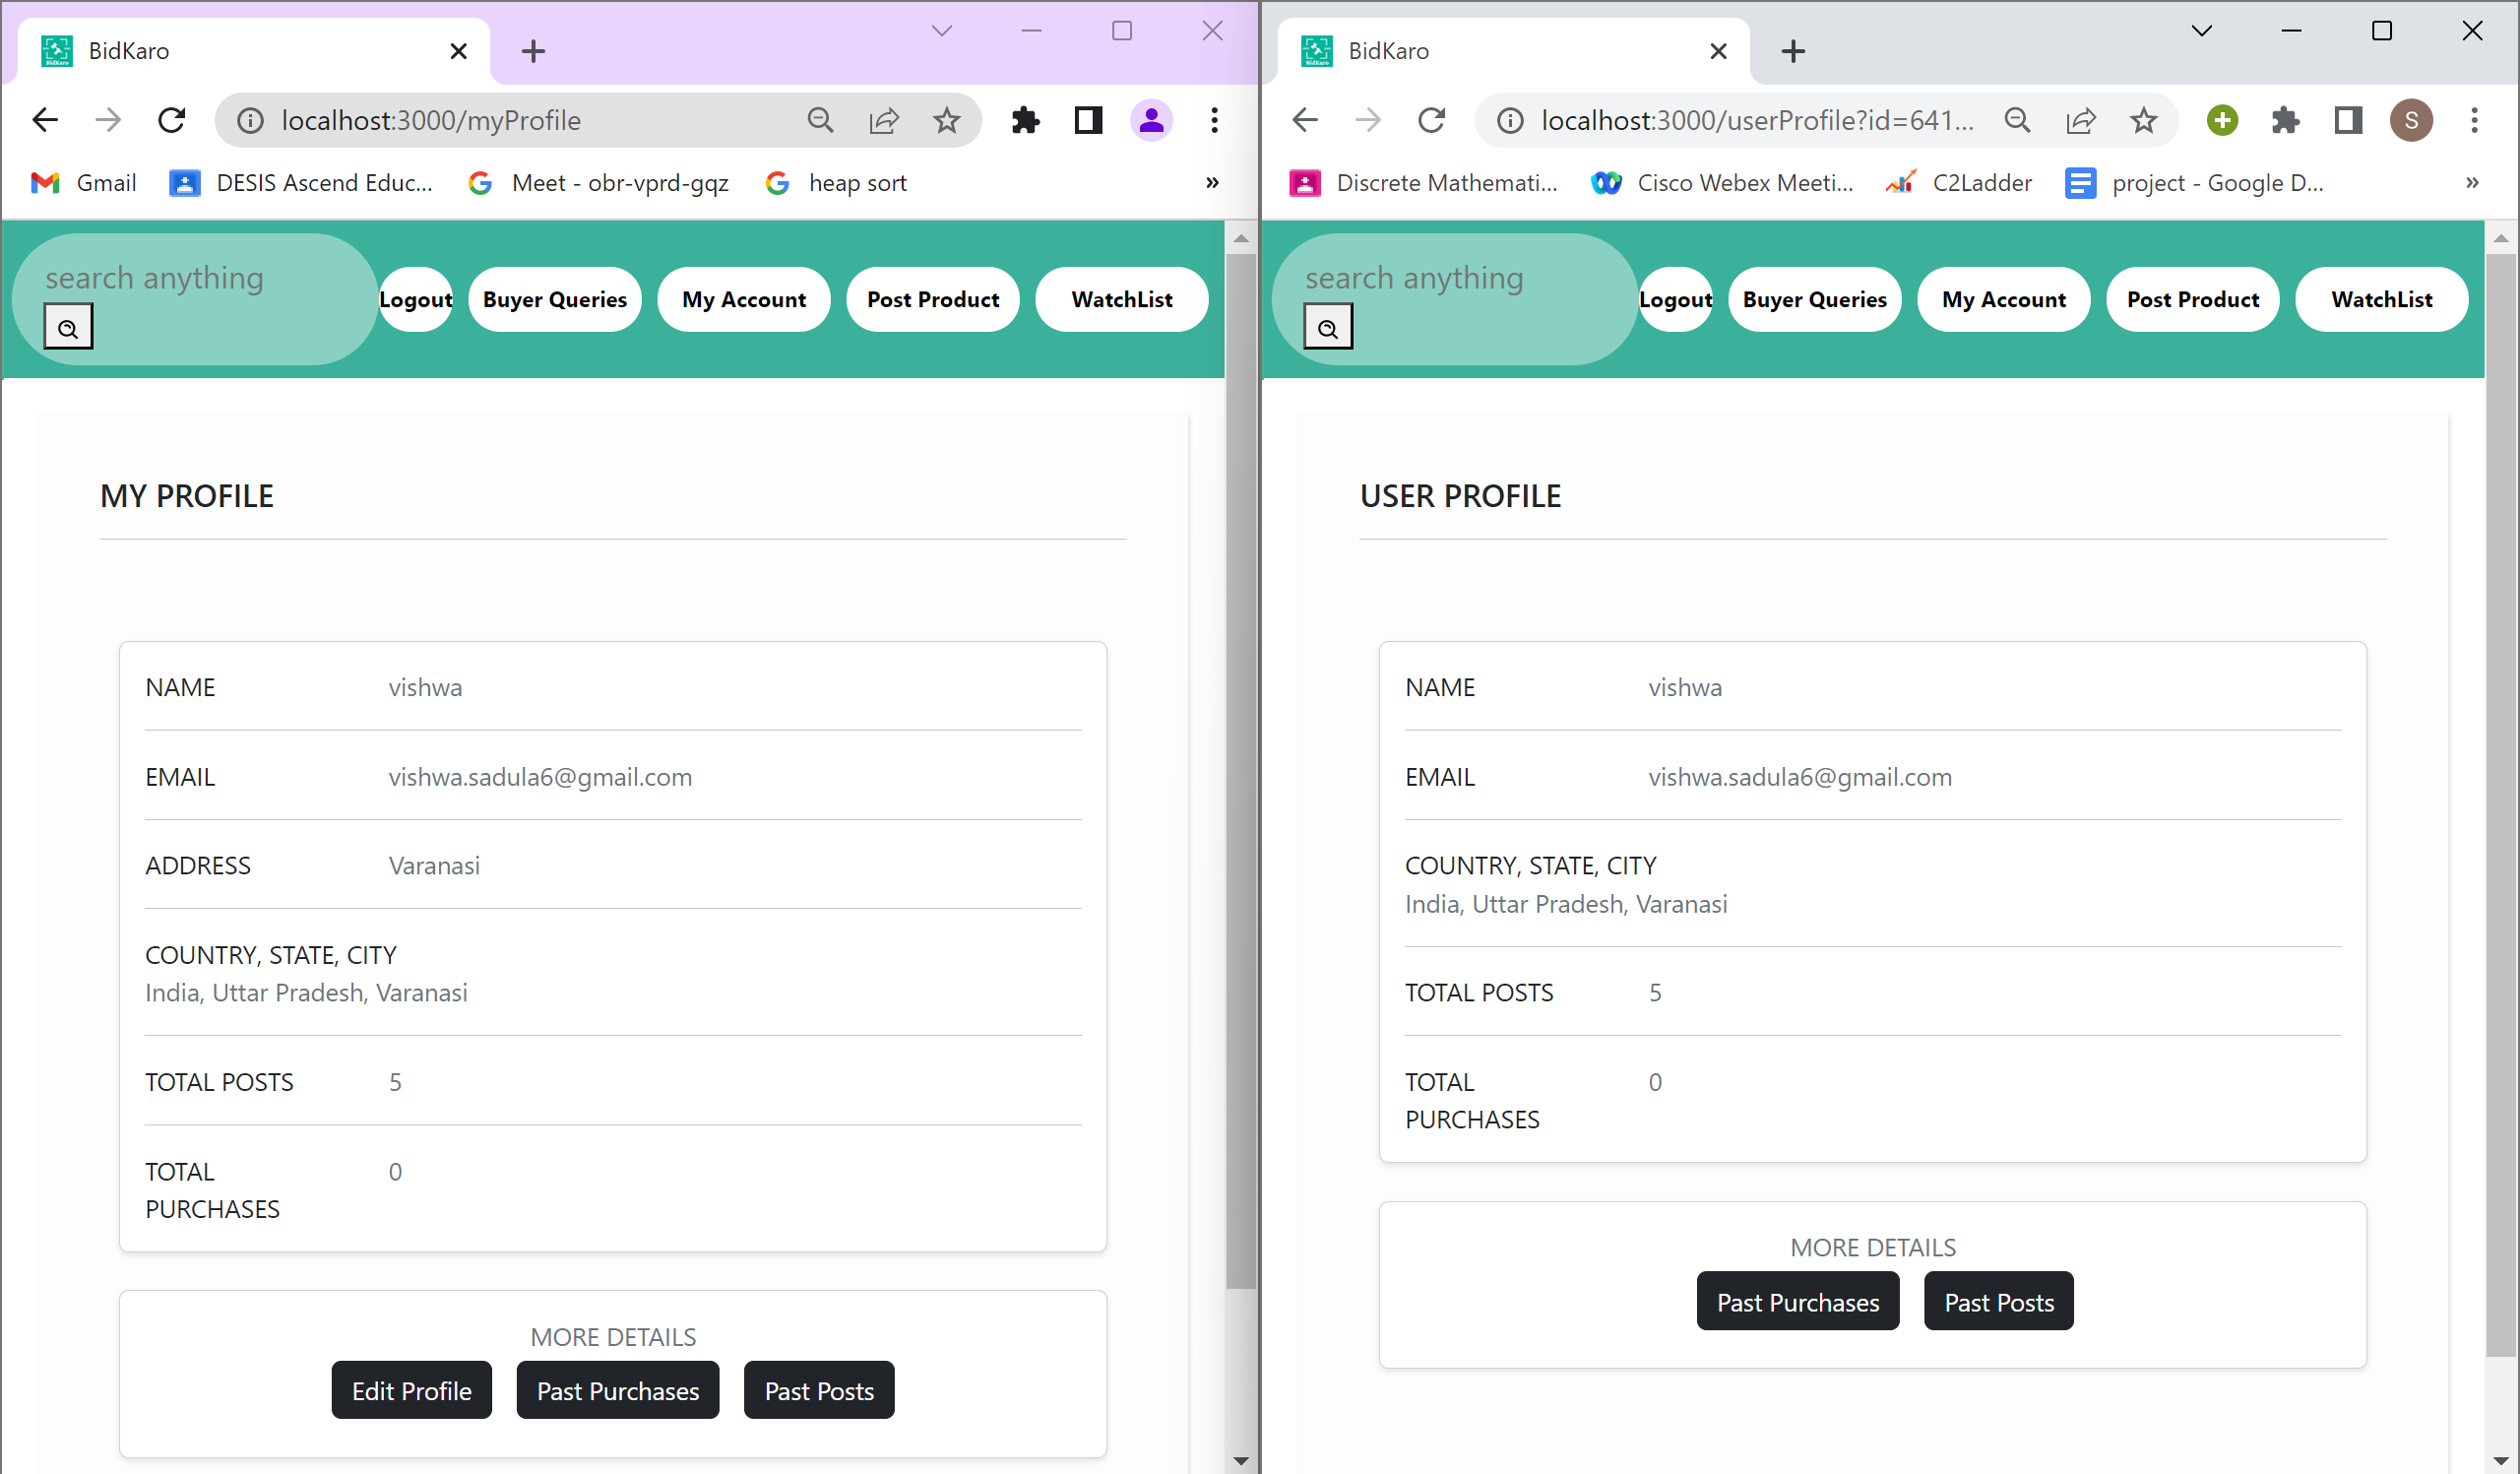 BidKaro
localhost:3000/myProfile
Gmail
DESIS Ascend Educ...
Meet - obr-vprd-gqz
heap sort
»
search anything
Logout
Buyer Queries
My Account
Post Product
WatchList
MY PROFILE
NAME vishwa
EMAIL vishwa.sadula6@gmail.com
ADDRESS Varanasi
COUNTRY, STATE, CITY
India, Uttar Pradesh, Varanasi
TOTAL POSTS 5
TOTAL 0
PURCHASES
MORE DETAILS
Edit Profile
Past Purchases
Past Posts
BidKaro
localhost:3000/userProfile?id=641...
S
Discrete Mathemati...
Cisco Webex Meeti...
C2Ladder
project - Google D...
»
search anything
Logout
Buyer Queries
My Account
Post Product
WatchList
USER PROFILE
NAME vishwa
EMAIL vishwa.sadula6@gmail.com
COUNTRY, STATE, CITY
India, Uttar Pradesh, Varanasi
TOTAL POSTS 5
TOTAL 0
PURCHASES
MORE DETAILS
Past Purchases
Past Posts